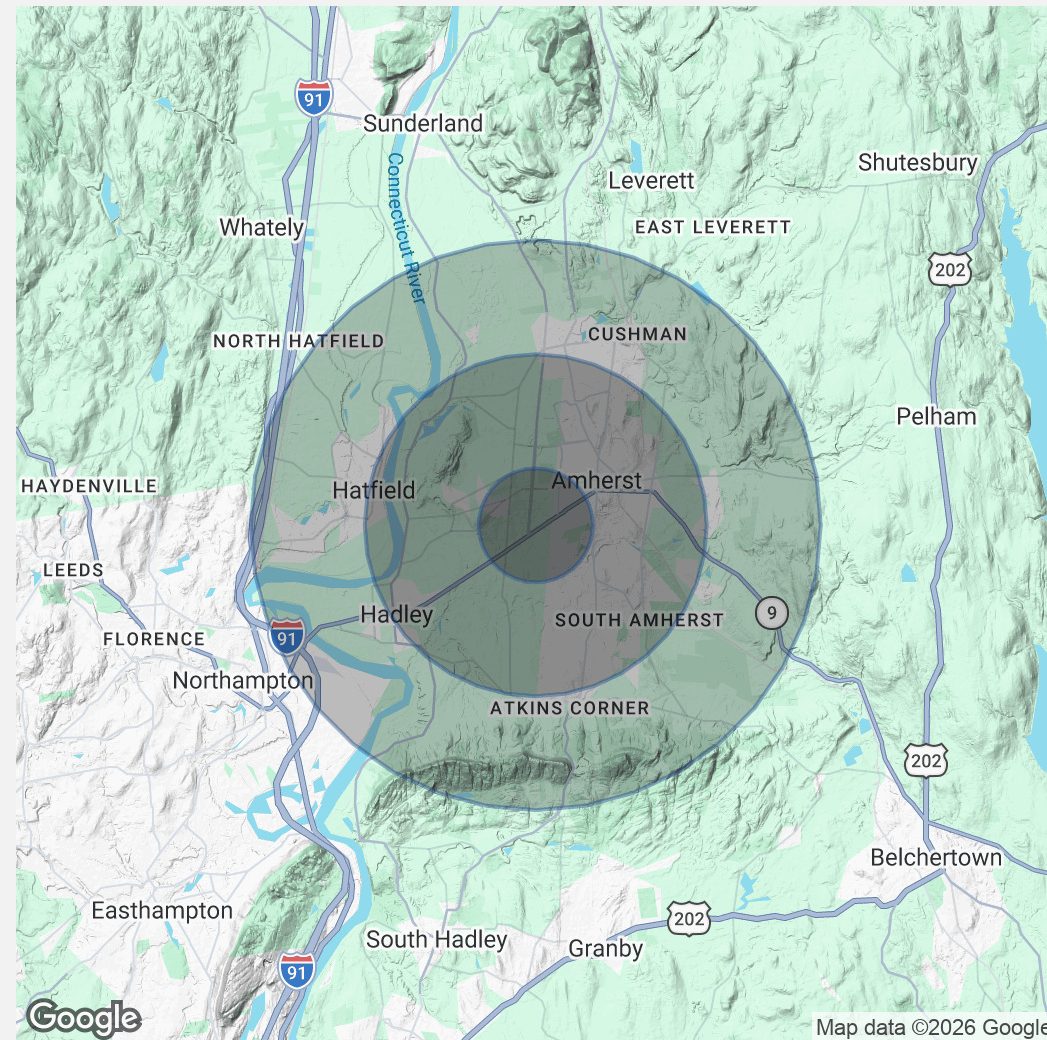 91
Sunderland
Connecticut River
Shutesbury
Leverett
Whately
EAST LEVERETT
202
CUSHMAN
NORTH HATFIELD
Pelham
Amherst
HAYDENVILLE
Hatfield
LEEDS
9
Hadley
SOUTH AMHERST
FLORENCE
91
Northampton
ATKINS CORNER
202
Belchertown
Easthampton
202
South Hadley
Granby
91
Google
Map data ©2026 Google